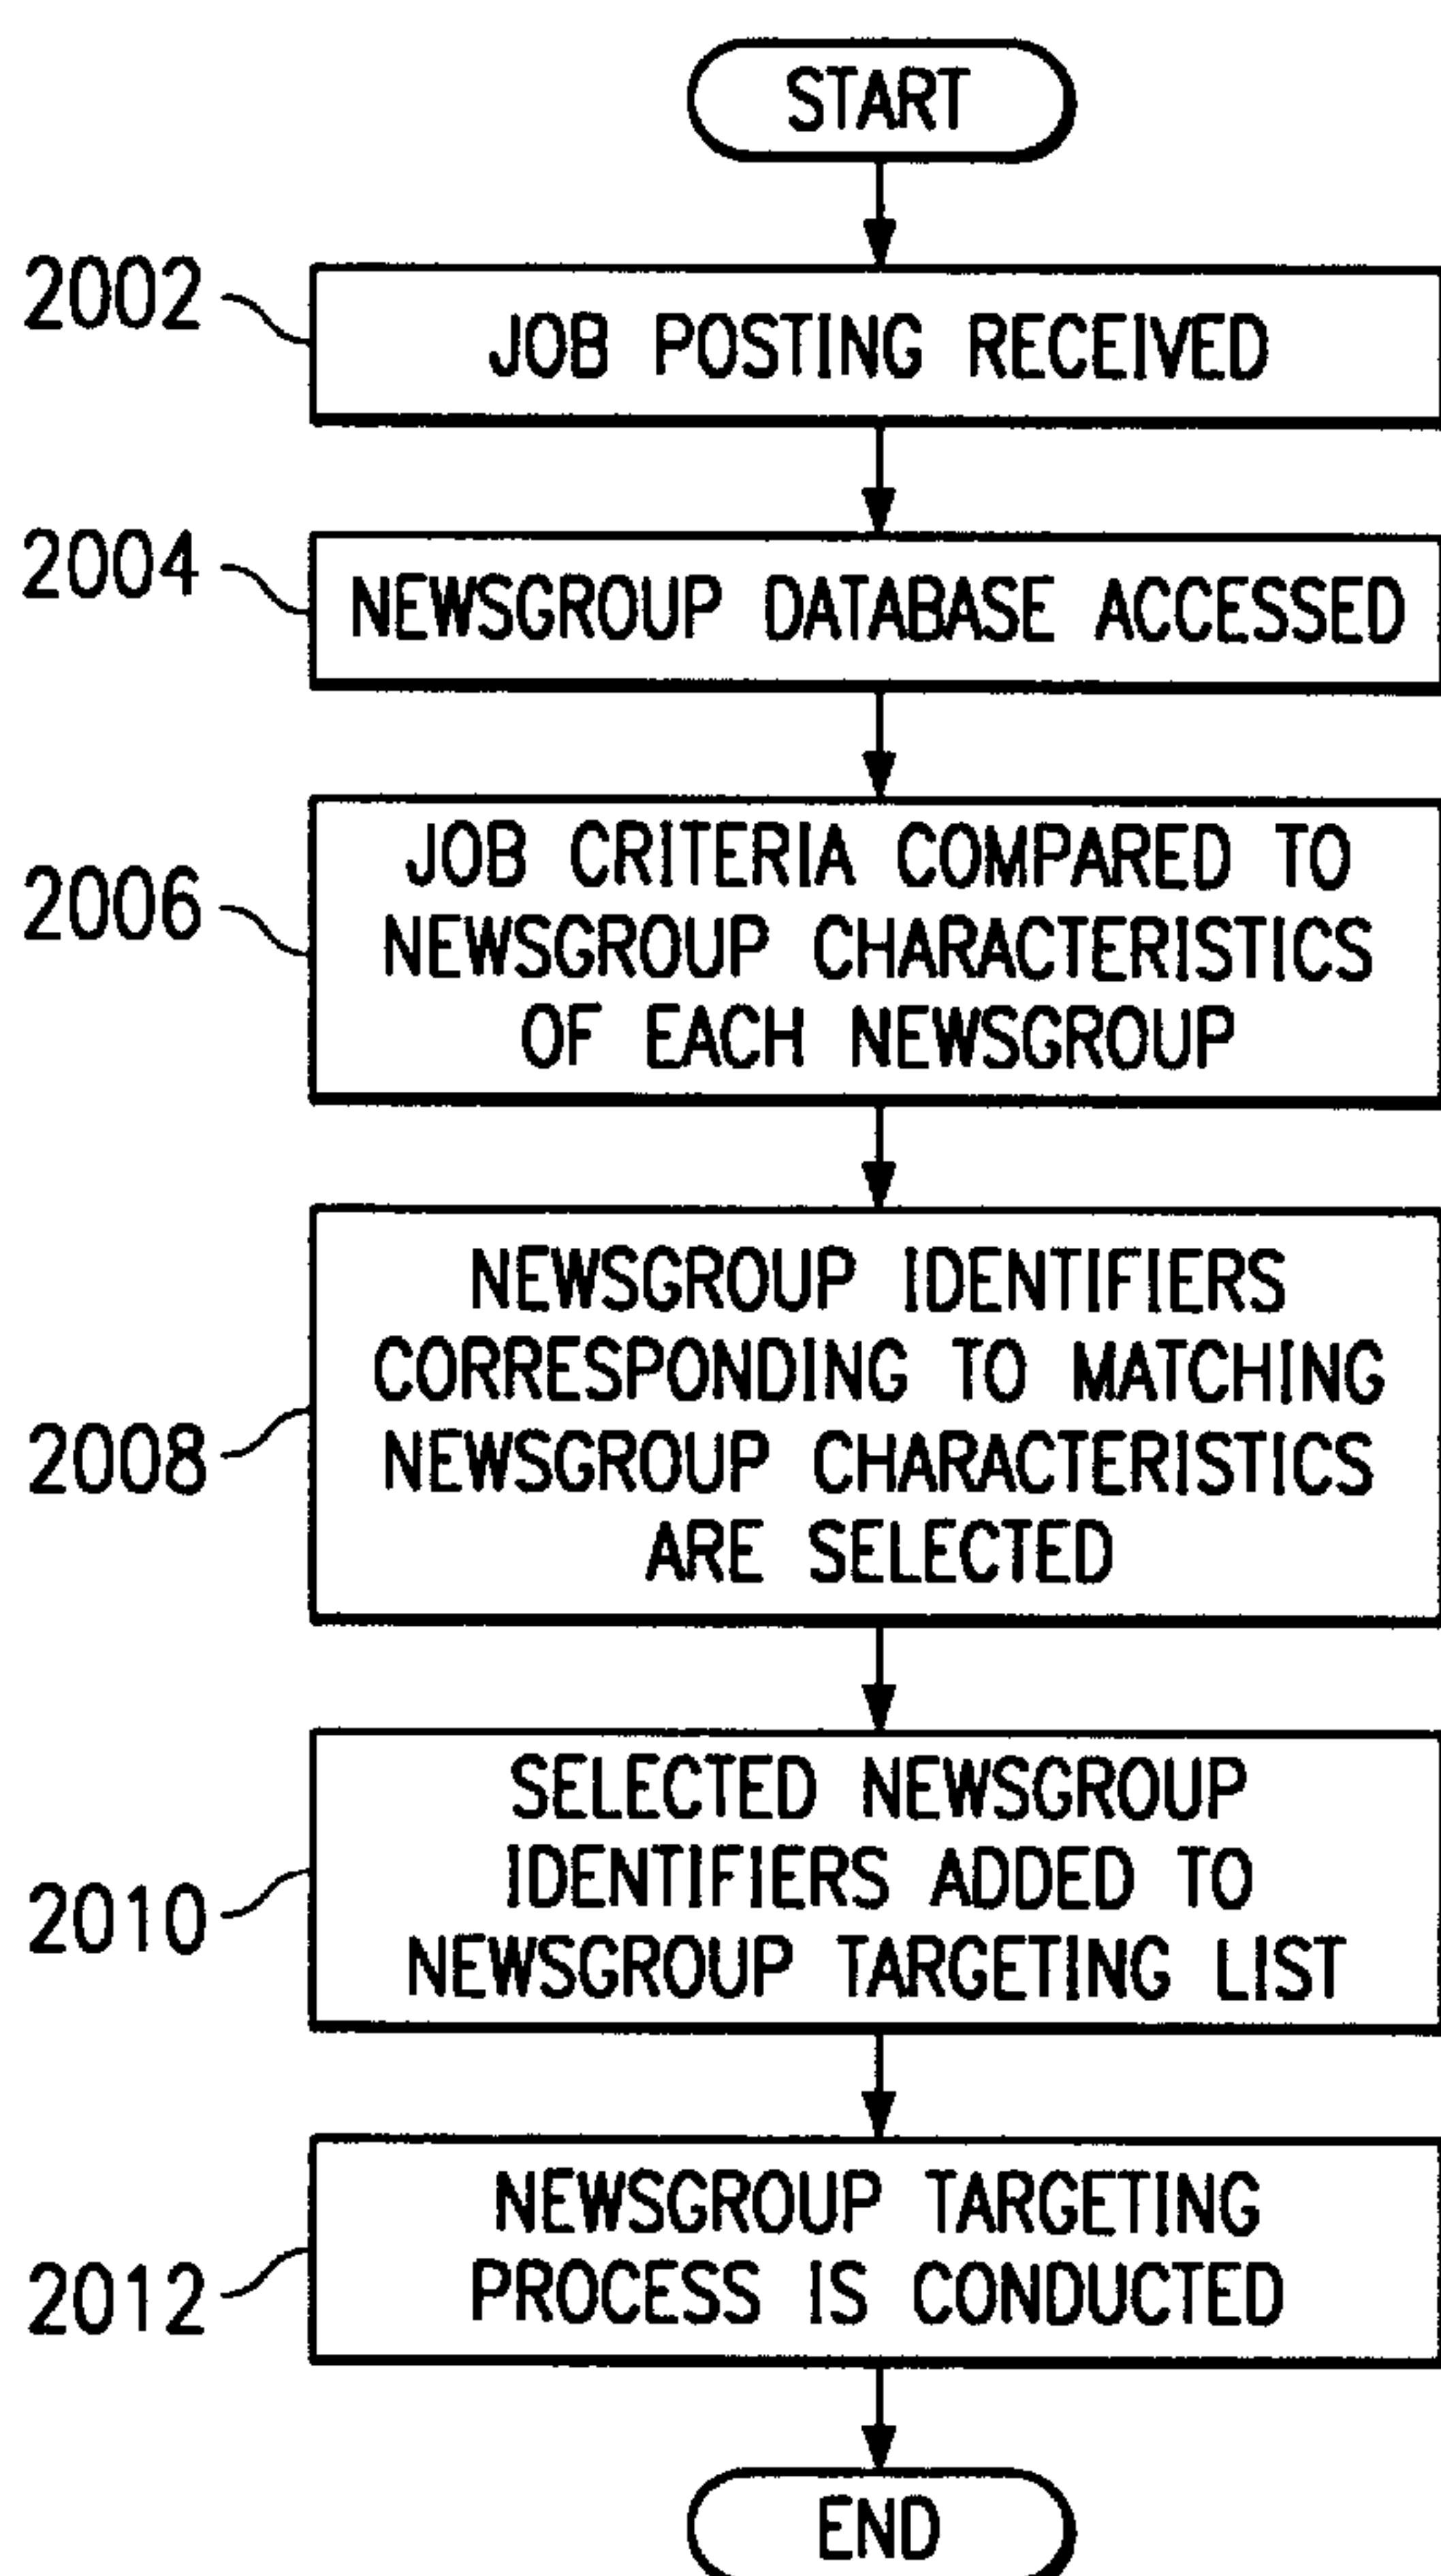 START
2002
JOB POSTING RECEIVED
2004
NEWSGROUP DATABASE ACCESSED
2006
JOB CRITERIA COMPARED TO
NEWSGROUP CHARACTERISTICS
OF EACH NEWSGROUP
2008
NEWSGROUP IDENTIFIERS
CORRESPONDING TO MATCHING
NEWSGROUP CHARACTERISTICS
ARE SELECTED
2010
SELECTED NEWSGROUP
IDENTIFIERS ADDED TO
NEWSGROUP TARGETING LIST
2012
NEWSGROUP TARGETING
PROCESS IS CONDUCTED
END